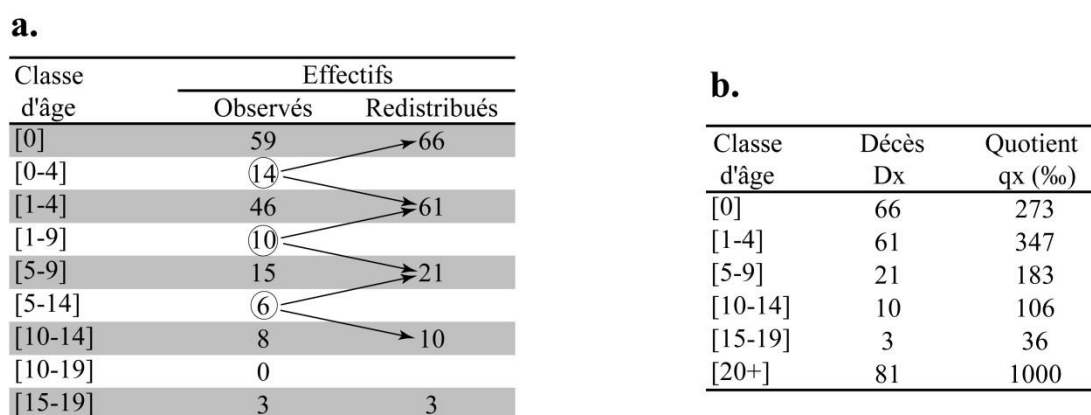 a.
Classe Effectifs
d'âge Observés Redistribués
[0] 59 66
[0-4] 14
[1-4] 46 61
[1-9] 10
[5-9] 15 21
[5-14] 6
[10-14] 8 10
[10-19] 0
[15-19] 3 3
b.
Classe Décès Quotient
d'âge Dx qx (‰)
[0] 66 273
[1-4] 61 347
[5-9] 21 183
[10-14] 10 106
[15-19] 3 36
[20+] 81 1000